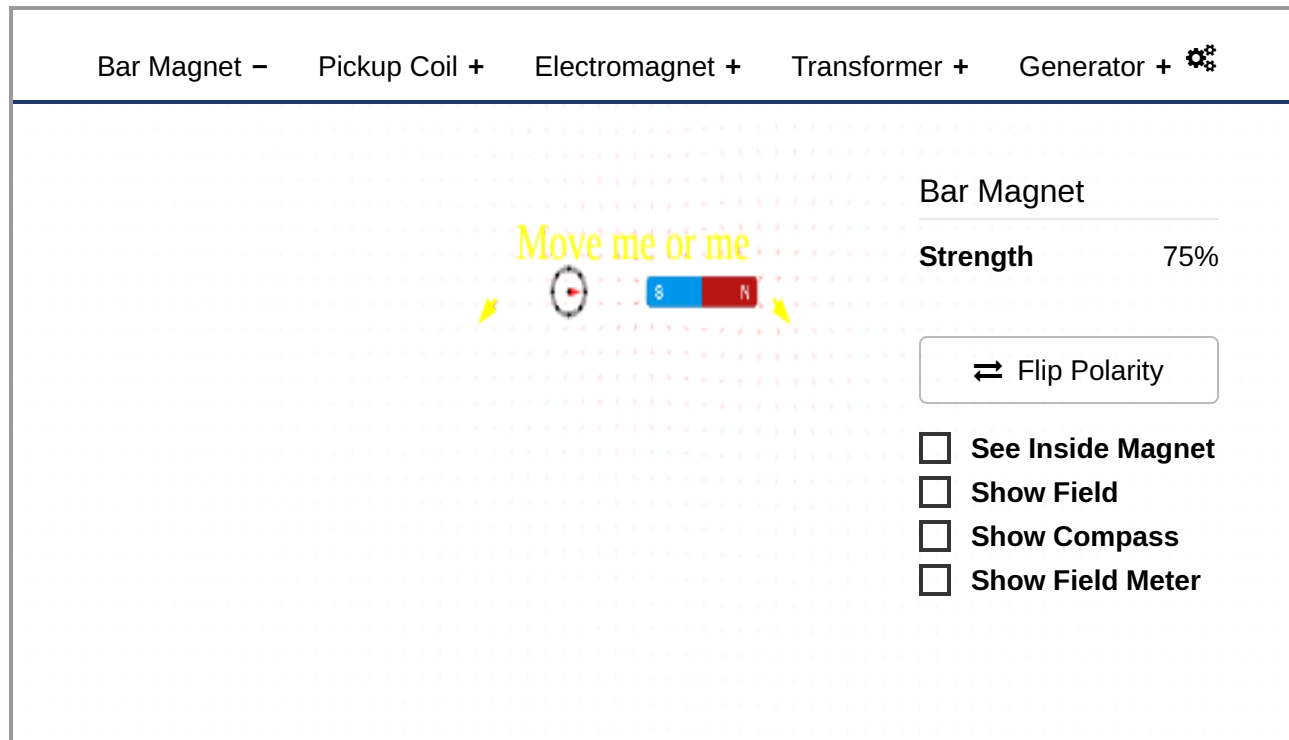 Bar Magnet − Pickup Coil + Electromagnet + Transformer + Generator +
Move me or me
S N
Bar Magnet
Strength 75%
Flip Polarity
See Inside Magnet
Show Field
Show Compass
Show Field Meter